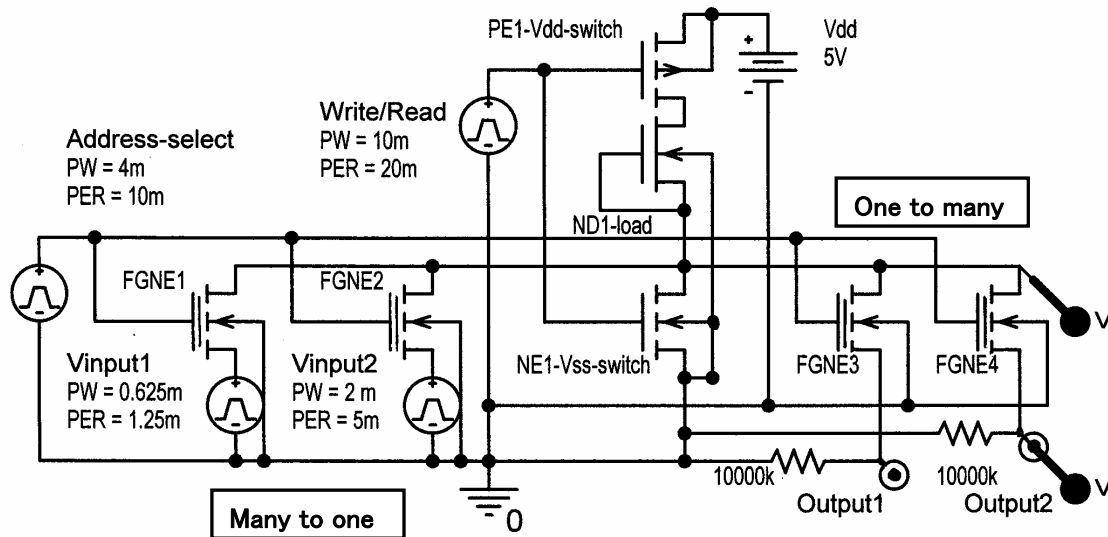 PE1-Vdd-switch
Vdd
5V
+
-
Write/Read
PW = 10m
PER = 20m
+
Address-select
PW = 4m
PER = 10m
+
ND1-load
One to many
FGNE1
FGNE2
V
NE1-Vss-switch
FGNE3
FGNE4
Vinput1
PW = 0.625m
PER = 1.25m
+
-
Vinput2
PW = 2 m
PER = 5m
+
-
10000k
Output1
10000k
Output2
V
Many to one
0